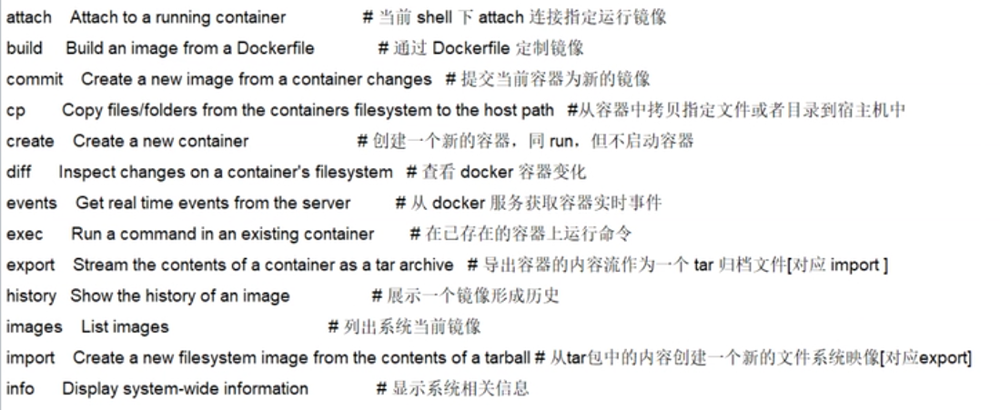 attach Attach to a running container # 当前 shell 下 attach 连接指定运行镜像
build Build an image from a Dockerfile # 通过 Dockerfile 定制镜像
commit Create a new image from a container changes # 提交当前容器为新的镜像
cp Copy files/folders from the containers filesystem to the host path #从容器中拷贝指定文件或者目录到宿主机中
create Create a new container # 创建一个新的容器，同 run，但不启动容器
diff Inspect changes on a container's filesystem # 查看 docker 容器变化
events Get real time events from the server # 从 docker 服务获取容器实时事件
exec Run a command in an existing container # 在已存在的容器上运行命令
export Stream the contents of a container as a tar archive # 导出容器的内容流作为一个 tar 归档文件[对应 import ]
history Show the history of an image # 展示一个镜像形成历史
images List images # 列出系统当前镜像
import Create a new filesystem image from the contents of a tarball # 从tar包中的内容创建一个新的文件系统映像[对应export]
info Display system-wide information # 显示系统相关信息